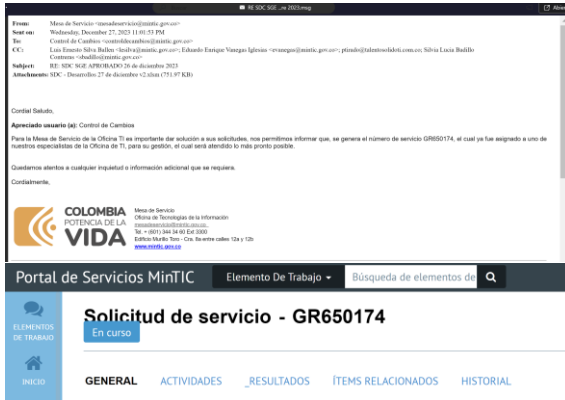 RE SDC SGE ...re 2023.msg
Abrir
From: Mesa de Servicio <mesadeservicio@mintic.gov.co>
Sent on: Wednesday, December 27, 2023 11:01:53 PM
To: Control de Cambios <controldecambios@mintic.gov.co>
CC: Luis Ernesto Silva Ballen <lesilva@mintic.gov.co>; Eduardo Enrique Vanegas Iglesias <evanegas@mintic.gov.co>; ptirado@talentosolidoti.com.co; Silvia Lucia Badillo
Contreras <sbadillo@mintic.gov.co>
Subject: RE: SDC SGE APROBADO 26 de diciembre 2023
Attachments: SDC - Desarrollos 27 de diciembre v2.xlsm (751.97 KB)
Cordial Saludo,
Apreciado usuario (a): Control de Cambios
Para la Mesa de Servicio de la Oficina TI es importante dar solución a sus solicitudes, nos permitimos informar que, se genera el número de servicio GR650174, el cual ya fue asignado a uno de
nuestros especialistas de la Oficina de TI, para su gestión, el cual será atendido lo más pronto posible.
Quedamos atentos a cualquier inquietud o información adicional que se requiera.
Cordialmente,
COLOMBIA
POTENCIA DE LA
VIDA
Mesa de Servicio
Oficina de Tecnologías de la Información
mesadeservicio@mintic.gov.co
Tel. + (601) 344 34 60 Ext 3000
Edificio Murillo Toro - Cra. 8a entre calles 12a y 12b
www.mintic.gov.co
Portal de Servicios MinTIC Elemento De Trabajo Búsqueda de elementos de
ELEMENTOS
DE TRABAJO
INICIO
Solicitud de servicio - GR650174
En curso
GENERAL ACTIVIDADES _RESULTADOS ÍTEMS RELACIONADOS HISTORIAL